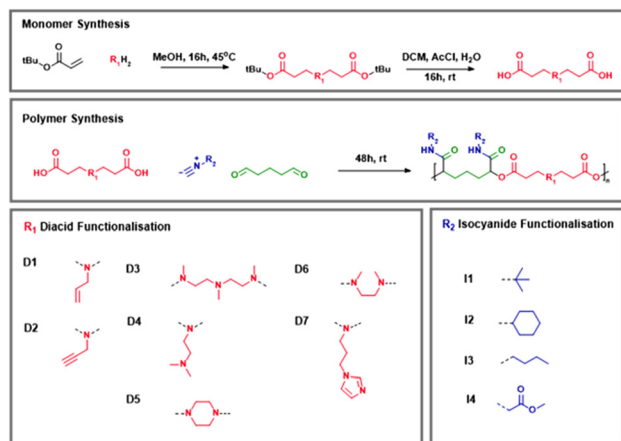 Monomer Synthesis
tBu O O
R1H2
MeOH, 16h, 45°C
tBu O O R1 O O tBu
DCM, AcCl, H2O
16h, rt
HO O R1 O OH
Polymer Synthesis
HO O R1 O OH
C N R2
O O
48h, rt
R2 HN O R2 HN O O O R1 O O n
R1 Diacid Functionalisation
D1 N
D3 N N N
D6 N N
D2 N
D4 N N
D7 N N N
D5 N N
R2 Isocyanide Functionalisation
I1
I2
I3
I4 O O